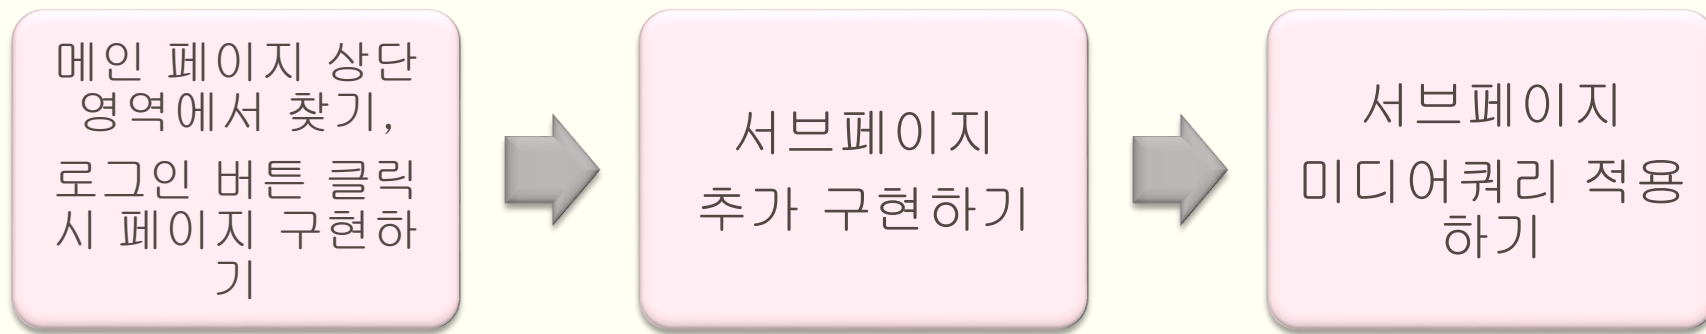 메인 페이지 상단
영역에서 찾기,
로그인 버튼 클릭
시 페이지 구현하
기
서브페이지
추가 구현하기
서브페이지
미디어쿼리 적용
하기